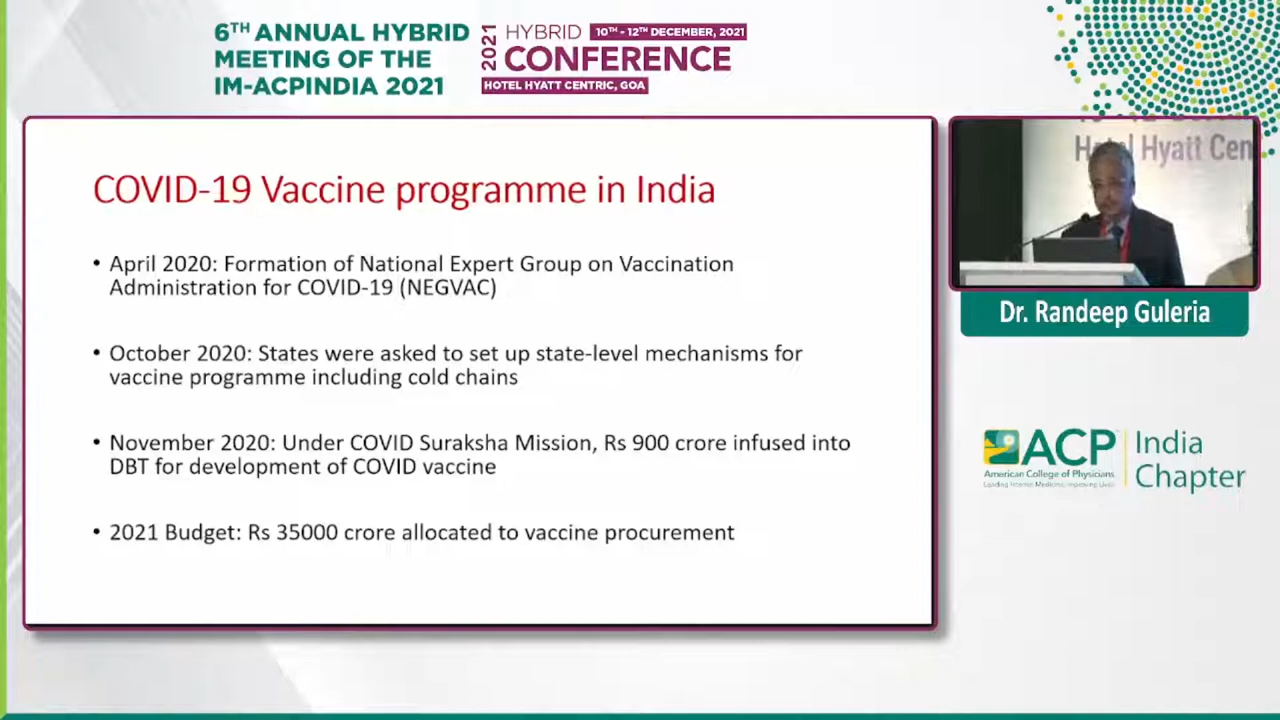 6TH ANNUAL HYBRID
MEETING OF THE
IM-ACPINDIA 2021
2021
HYBRID 10TH - 12TH DECEMBER, 2021
CONFERENCE
HOTEL HYATT CENTRIC, GOA
COVID-19 Vaccine programme in India
• April 2020: Formation of National Expert Group on Vaccination
Administration for COVID-19 (NEGVAC)
• October 2020: States were asked to set up state-level mechanisms for
vaccine programme including cold chains
• November 2020: Under COVID Suraksha Mission, Rs 900 crore infused into
DBT for development of COVID vaccine
• 2021 Budget: Rs 35000 crore allocated to vaccine procurement
Hotel Hyatt Cen
Dr. Randeep Guleria
ACP
American College of Physicians
Leading Internal Medicine, Improving Lives
India
Chapter